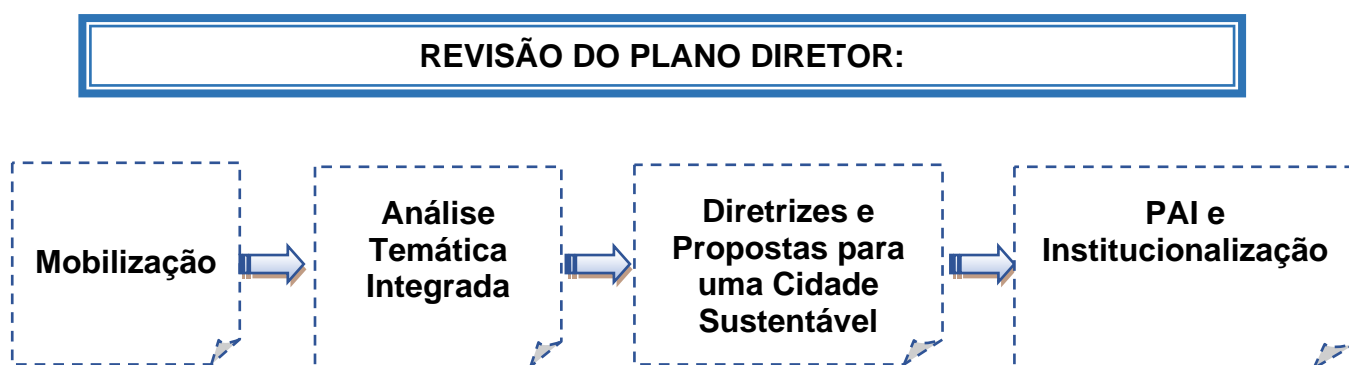 REVISÃO DO PLANO DIRETOR:
Mobilização
Análise
Temática
Integrada
Diretrizes e
Propostas para
uma Cidade
Sustentável
PAI e
Institucionalização